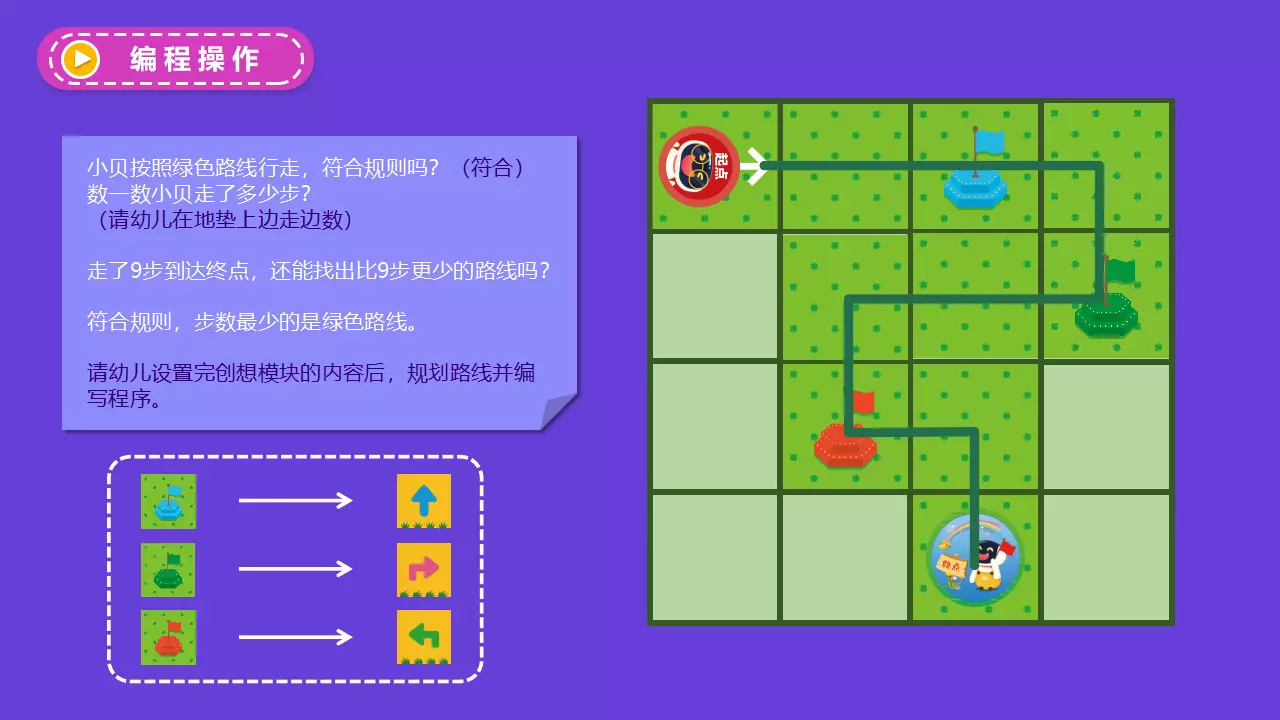 编程操作
小贝按照绿色路线行走，符合规则吗？（符合）
数一数小贝走了多少步？
（请幼儿在地垫上边走边数）
走了9步到达终点，还能找出比9步更少的路线吗？
符合规则，步数最少的是绿色路线。
请幼儿设置完创想模块的内容后，规划路线并编
写程序。
起点
终点